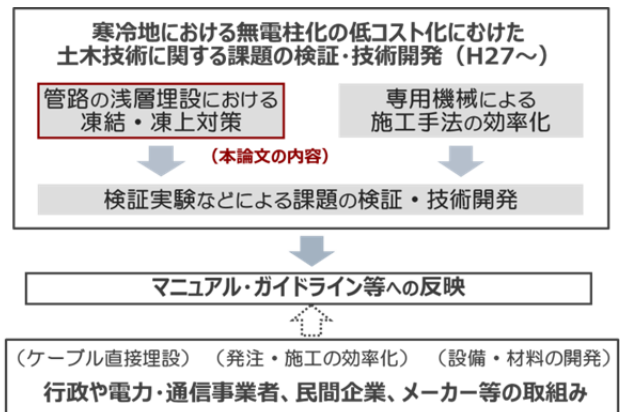 寒冷地における無電柱化の低コスト化にむけた
土木技術に関する課題の検証・技術開発（H27～）
管路の浅層埋設における
凍結・凍上対策
専用機械による
施工手法の効率化
（本論文の内容）
検証実験などによる課題の検証・技術開発
マニュアル・ガイドライン等への反映
（ケーブル直接埋設）（発注・施工の効率化）（設備・材料の開発）
行政や電力・通信事業者、民間企業、メーカー等の取組み